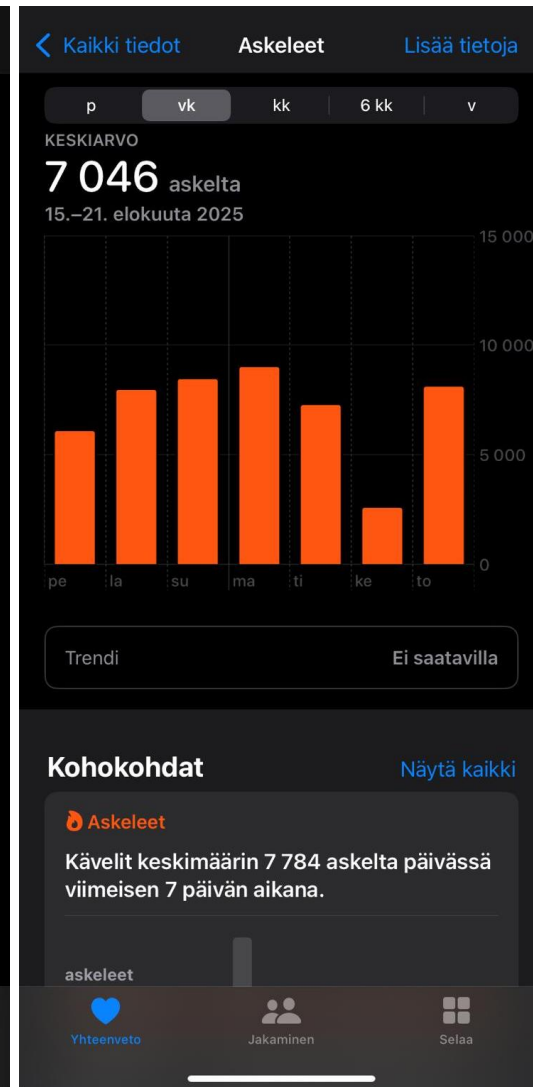 Kaikki tiedot Askeleet Lisää tietoja
p vk kk 6 kk v
KESKIARVO
7 046 askelta
15.–21. elokuuta 2025
15 000
10 000
5 000
0
pe la su ma ti ke to
Trendi Ei saatavilla
Kohokohdat Näytä kaikki
Askeleet
Kävelit keskimäärin 7 784 askelta päivässä
viimeisen 7 päivän aikana.
askeleet
Yhteenveto Jakaminen Selaa